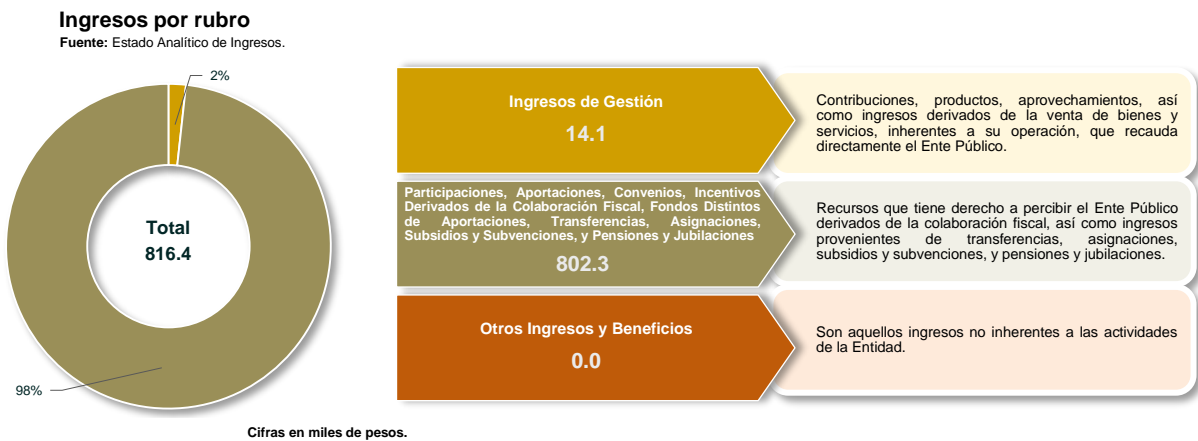 Ingresos por rubro
Fuente: Estado Analítico de Ingresos.
2%
Total
816.4
98%
Ingresos de Gestión
14.1
Contribuciones, productos, aprovechamientos, así
como ingresos derivados de la venta de bienes y
servicios, inherentes a su operación, que recauda
directamente el Ente Público.
Participaciones, Aportaciones, Convenios, Incentivos
Derivados de la Colaboración Fiscal, Fondos Distintos
de Aportaciones, Transferencias, Asignaciones,
Subsidios y Subvenciones, y Pensiones y Jubilaciones
802.3
Recursos que tiene derecho a percibir el Ente Público
derivados de la colaboración fiscal, así como ingresos
provenientes de transferencias, asignaciones,
subsidios y subvenciones, y pensiones y jubilaciones.
Otros Ingresos y Beneficios
0.0
Son aquellos ingresos no inherentes a las actividades
de la Entidad.
Cifras en miles de pesos.